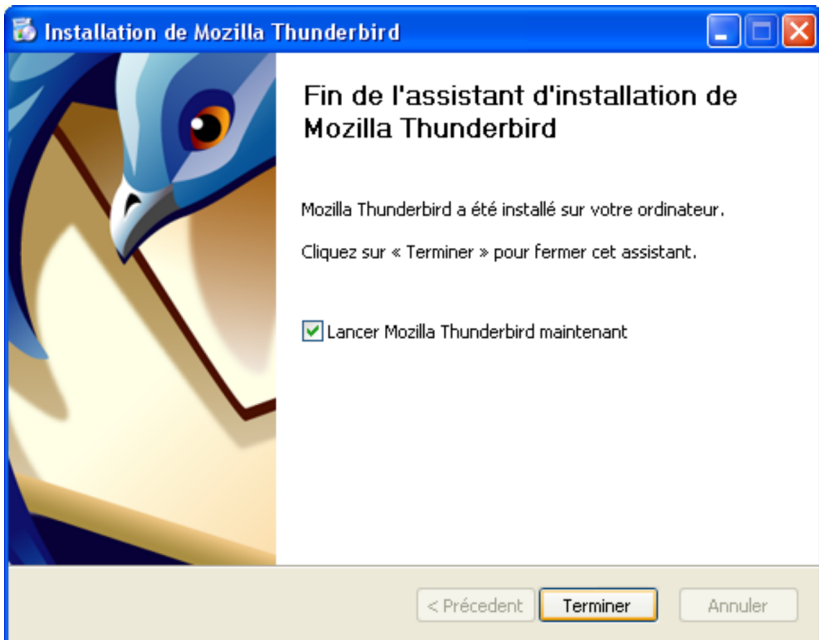 Installation de Mozilla Thunderbird
Fin de l'assistant d'installation de
Mozilla Thunderbird
Mozilla Thunderbird a été installé sur votre ordinateur.
Cliquez sur « Terminer » pour fermer cet assistant.
Lancer Mozilla Thunderbird maintenant
< Précedent Terminer Annuler